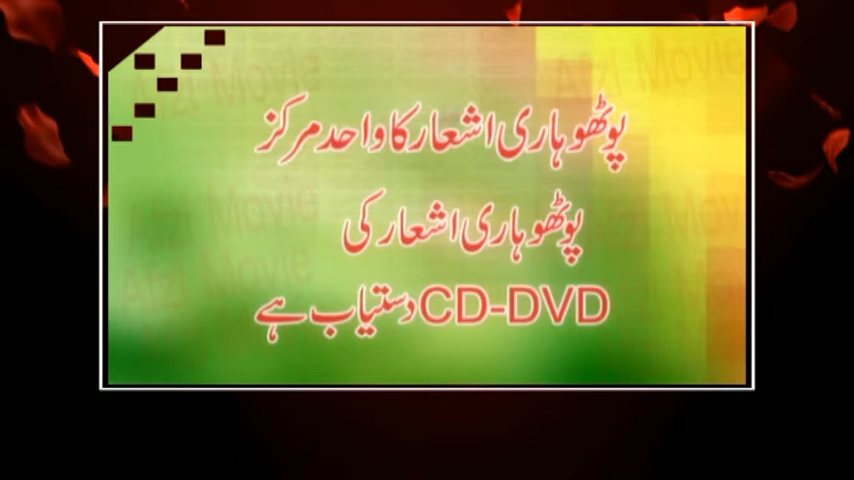 پوٹھوہاری اشعار کا واحد مرکز
پوٹھوہاری اشعار کی
CD-DVD دستیاب ہے